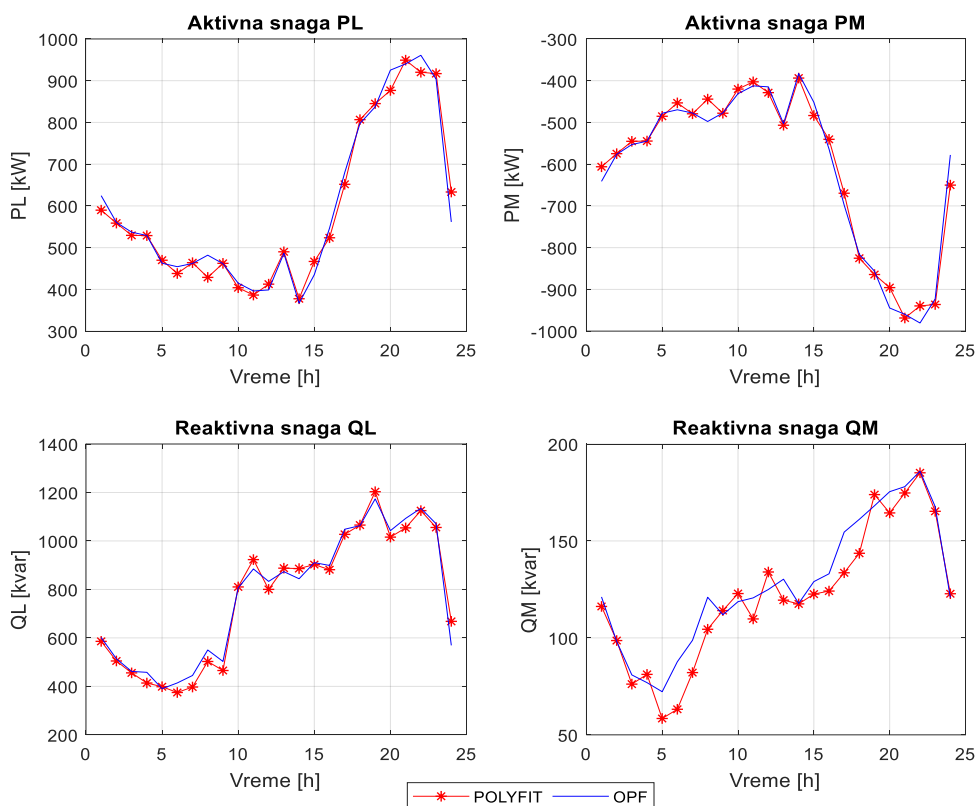 Aktivna snaga PL
1000
900
800
700
600
500
400
300
PL [kW]
0 5 10 15 20 25
Vreme [h]
Aktivna snaga PM
-300
-400
-500
-600
-700
-800
-900
-1000
PM [kW]
0 5 10 15 20 25
Vreme [h]
Reaktivna snaga QL
1400
1200
1000
800
600
400
200
QL [kvar]
0 5 10 15 20 25
Vreme [h]
Reaktivna snaga QM
200
150
100
50
QM [kvar]
0 5 10 15 20 25
Vreme [h]
POLYFIT OPF